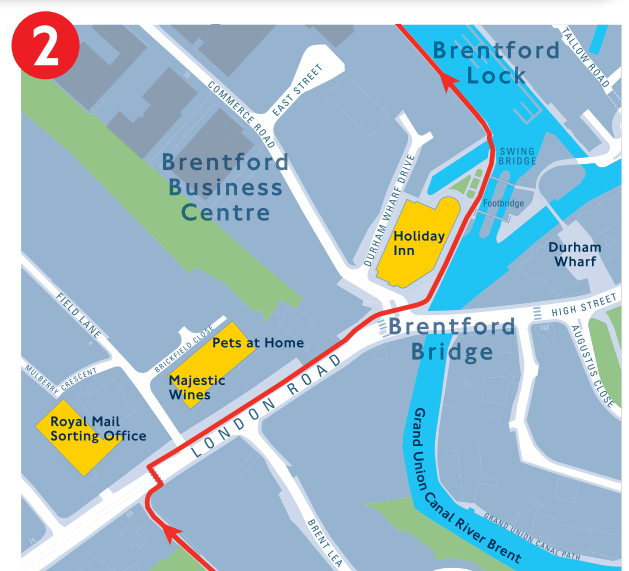 2
Brentford
Lock
TALLOW ROAD
EAST STREET
COMMERCE ROAD
SWING
BRIDGE
Brentford
Business
Centre
DURHAM WHARF DRIVE
Footbridge
Holiday
Inn
Durham
Wharf
FIELD LANE
HIGH STREET
Brentford
Bridge
BRICKFIELD CLOSE
Pets at Home
AUGUSTUS CLOSE
MULBERRY CRESCENT
Majestic
Wines
LONDON ROAD
Royal Mail
Sorting Office
Grand Union Canal River Brent
GRAND UNION CANAL PATH
BRENT LEA